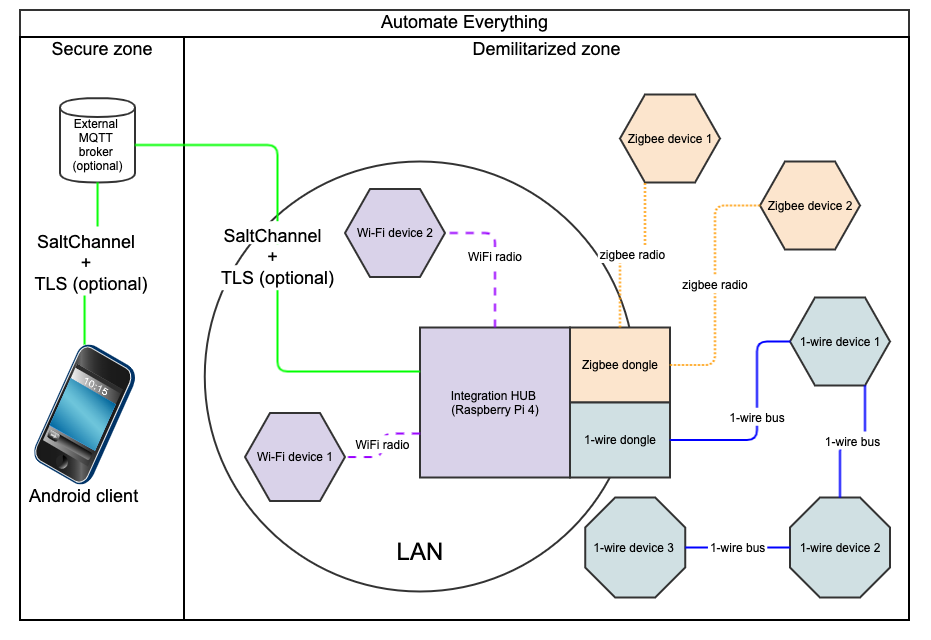 Automate Everything
Secure zone
Demilitarized zone
External
MQTT
broker
(optional)
SaltChannel
+
TLS (optional)
10:15
Android client
SaltChannel
+
TLS (optional)
Wi-Fi device 2
WiFi radio
Zigbee device 1
Zigbee device 2
zigbee radio
zigbee radio
Integration HUB
(Raspberry Pi 4)
Zigbee dongle
1-wire dongle
Wi-Fi device 1
WiFi radio
1-wire device 1
1-wire bus
1-wire bus
1-wire device 3
1-wire bus
1-wire device 2
LAN